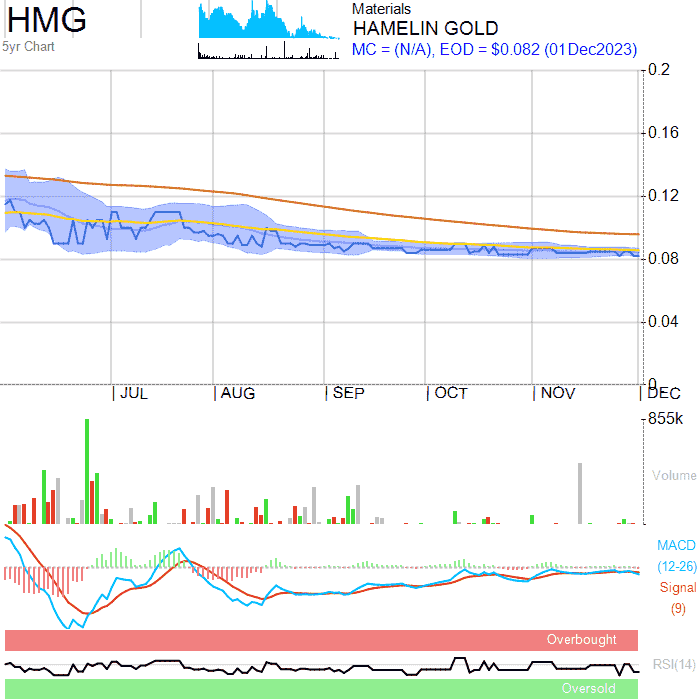 HMG
5yr Chart
Materials
HAMELIN GOLD
MC = (N/A), EOD = $0.082 (01Dec2023)
0.2
0.16
0.12
0.08
0.04
0
JUL
AUG
SEP
OCT
NOV
DEC
855k
Volume
MACD
(12-26)
Signal
(9)
Overbought
RSI(14)
Oversold